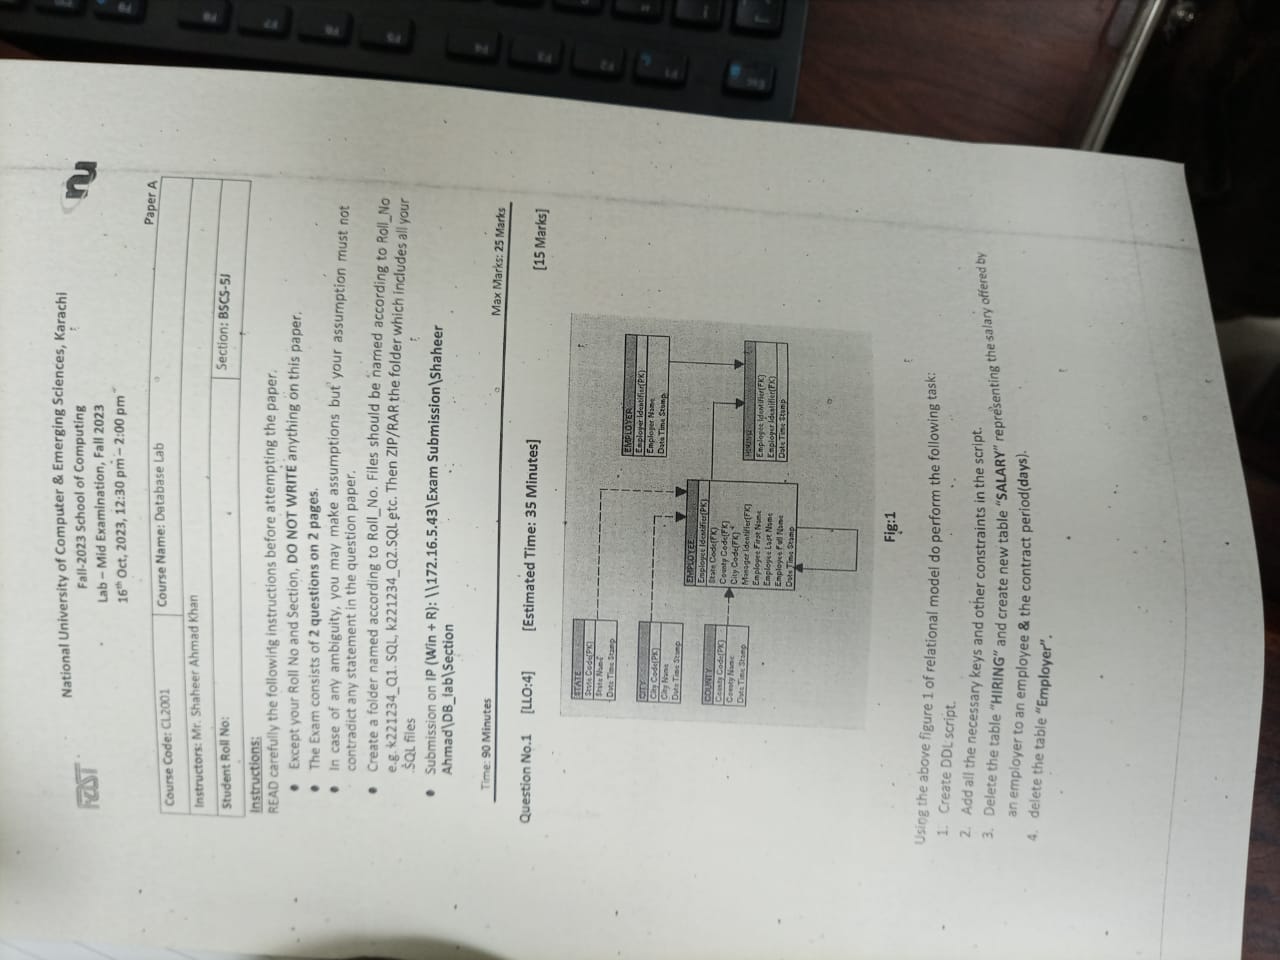 FAST
National University of Computer & Emerging Sciences, Karachi
Fall-2023 School of Computing
Lab – Mid Examination, Fall 2023
16th Oct, 2023, 12:30 pm – 2:00 pm
nu
Paper A
Course Code: CL2001
Course Name: Database Lab
Instructors: Mr. Shaheer Ahmad Khan
Student Roll No:
Section: BSCS-5J
Instructions:
READ carefully the following instructions before attempting the paper.
• Except your Roll No and Section, DO NOT WRITE anything on this paper.
• The Exam consists of 2 questions on 2 pages.
• In case of any ambiguity, you may make assumptions but your assumption must not
contradict any statement in the question paper.
• Create a folder named according to Roll_No. Files should be named according to Roll_No
e.g. k221234_Q1. SQL, k221234_Q2.SQL etc. Then ZIP/RAR the folder which includes all your
SQL files
• Submission on IP (Win + R): \\172.16.5.43\Exam Submission\Shaheer
Ahmad\DB_lab\Section
Time: 90 Minutes
Max Marks: 25 Marks
Question No.1 [LLO:4] [Estimated Time: 35 Minutes]
[15 Marks]
STATE
State Code(PK)
State Name
Date Time Stamp
CITY
City Code(PK)
City Name
Date Time Stamp
COUNTY
County Code(PK)
County Name
Date Time Stamp
EMPLOYEE
Employee Identifier(PK)
State Code(FK)
County Code(FK)
City Code(FK)
Manager Identifier(FK)
Employee First Name
Employee Last Name
Employee Full Name
Date Time Stamp
EMPLOYER
Employer Identifier(PK)
Employer Name
Date Time Stamp
HIRING
Employee Identifier(FK)
Employer Identifier(FK)
Date Time Stamp
Fig:1
Using the above figure 1 of relational model do perform the following task:
1. Create DDL script.
2. Add all the necessary keys and other constraints in the script.
3. Delete the table "HIRING" and create new table "SALARY" representing the salary offered by
an employer to an employee & the contract period(days).
4. delete the table "Employer".